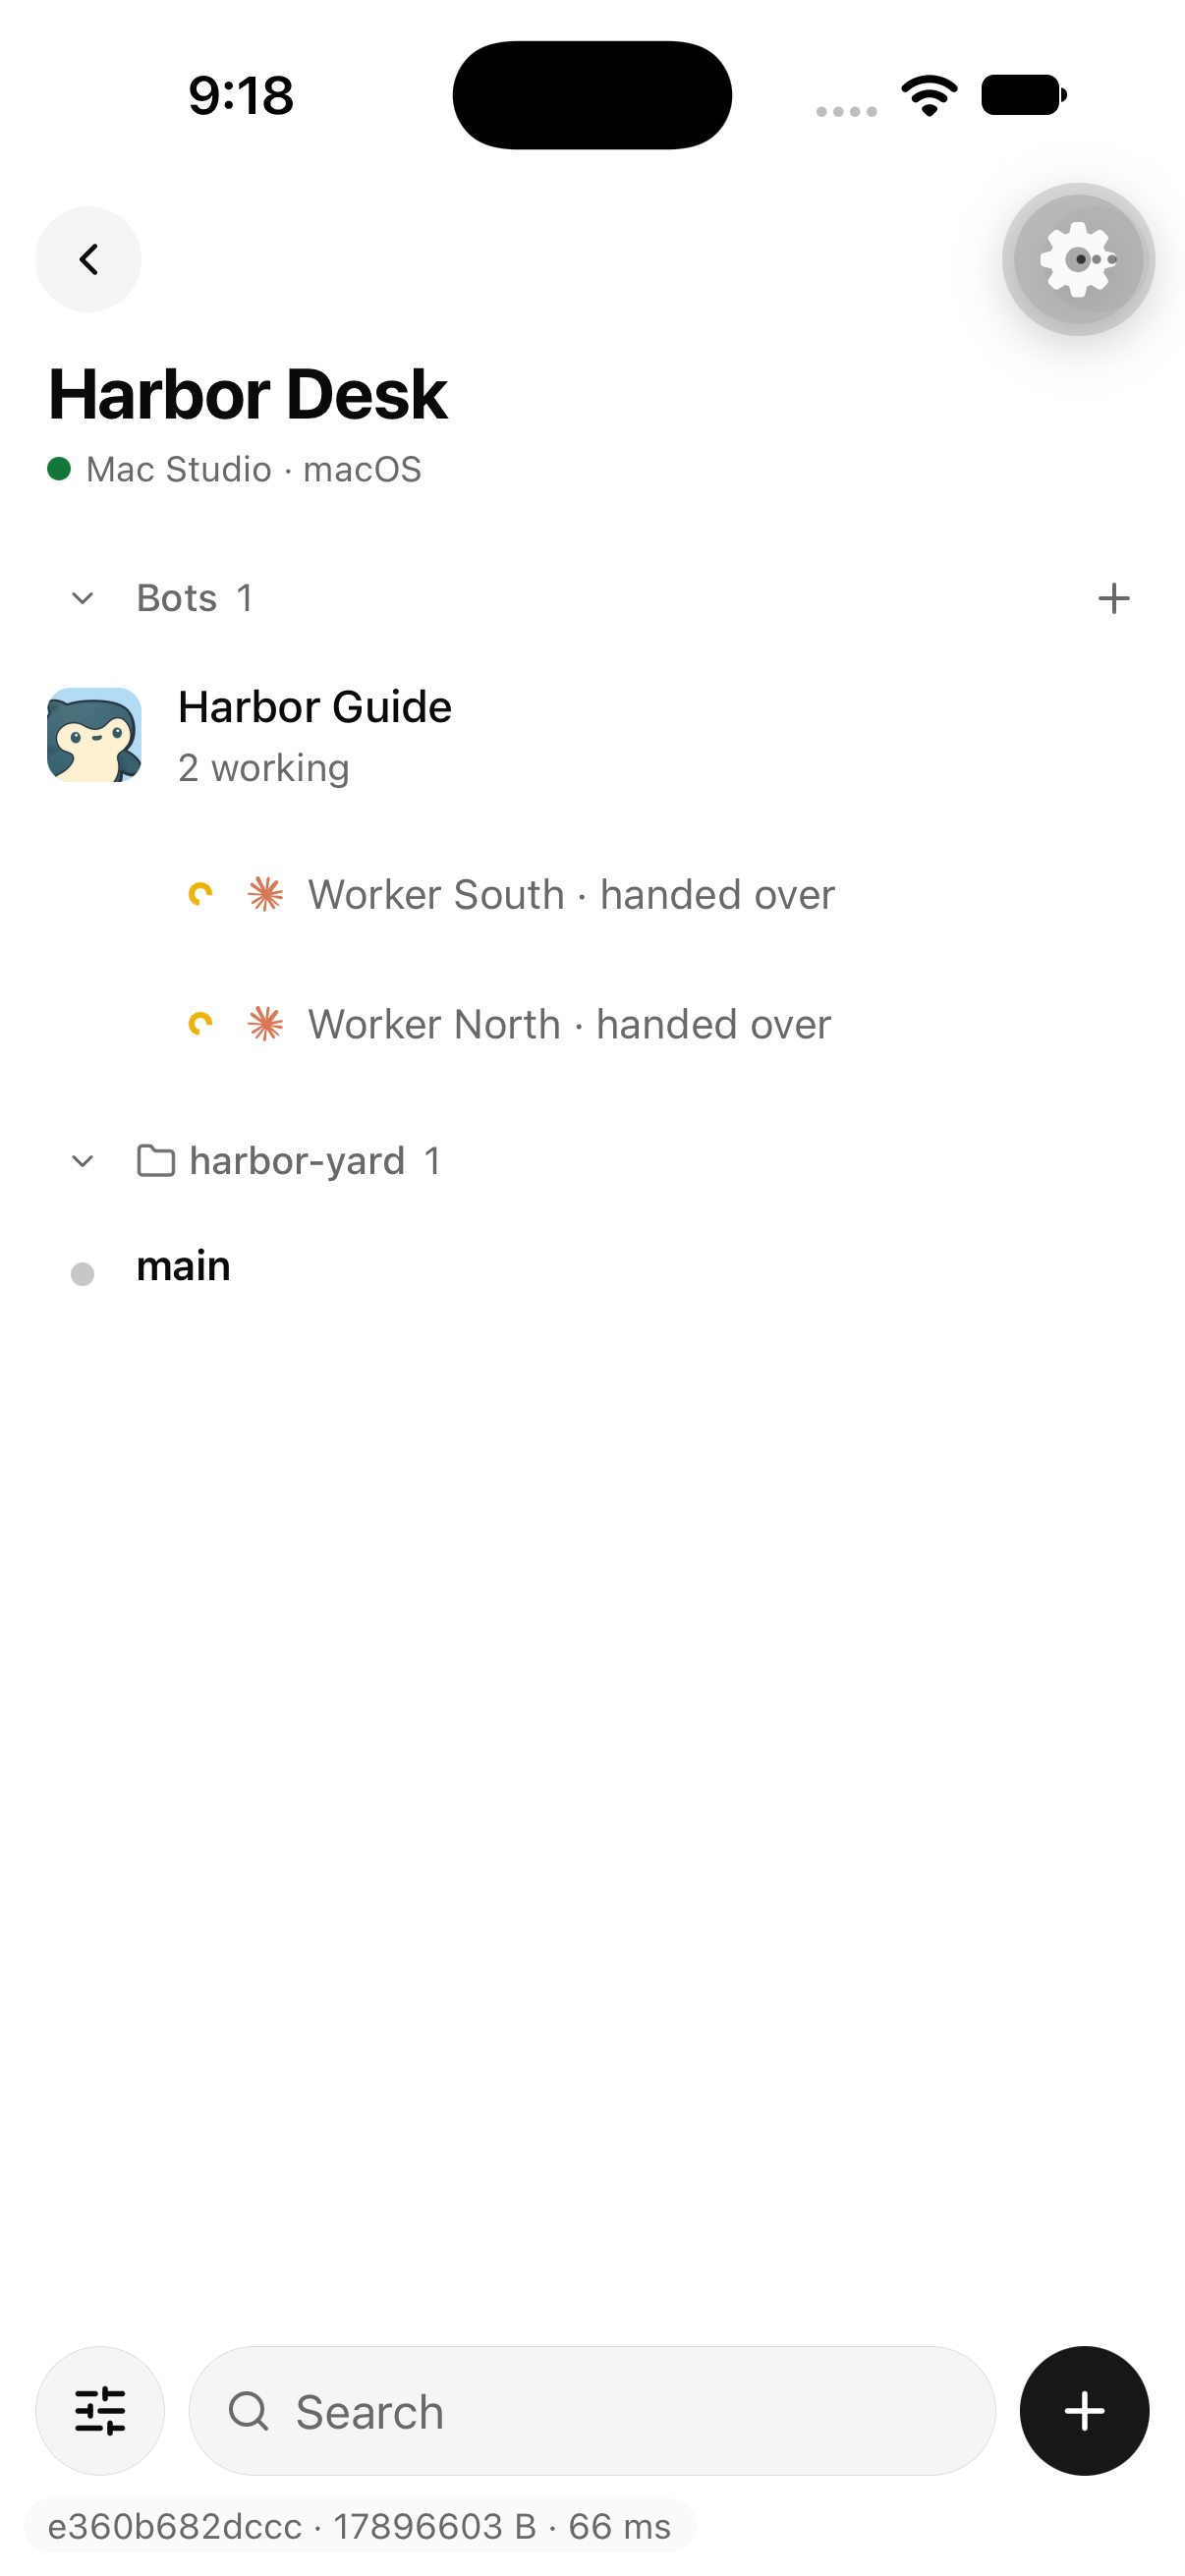 9:18
Harbor Desk
Mac Studio · macOS
Bots 1
Harbor Guide
2 working
Worker South · handed over
Worker North · handed over
harbor-yard 1
main
Search
e360b682dccc · 17896603 B · 66 ms